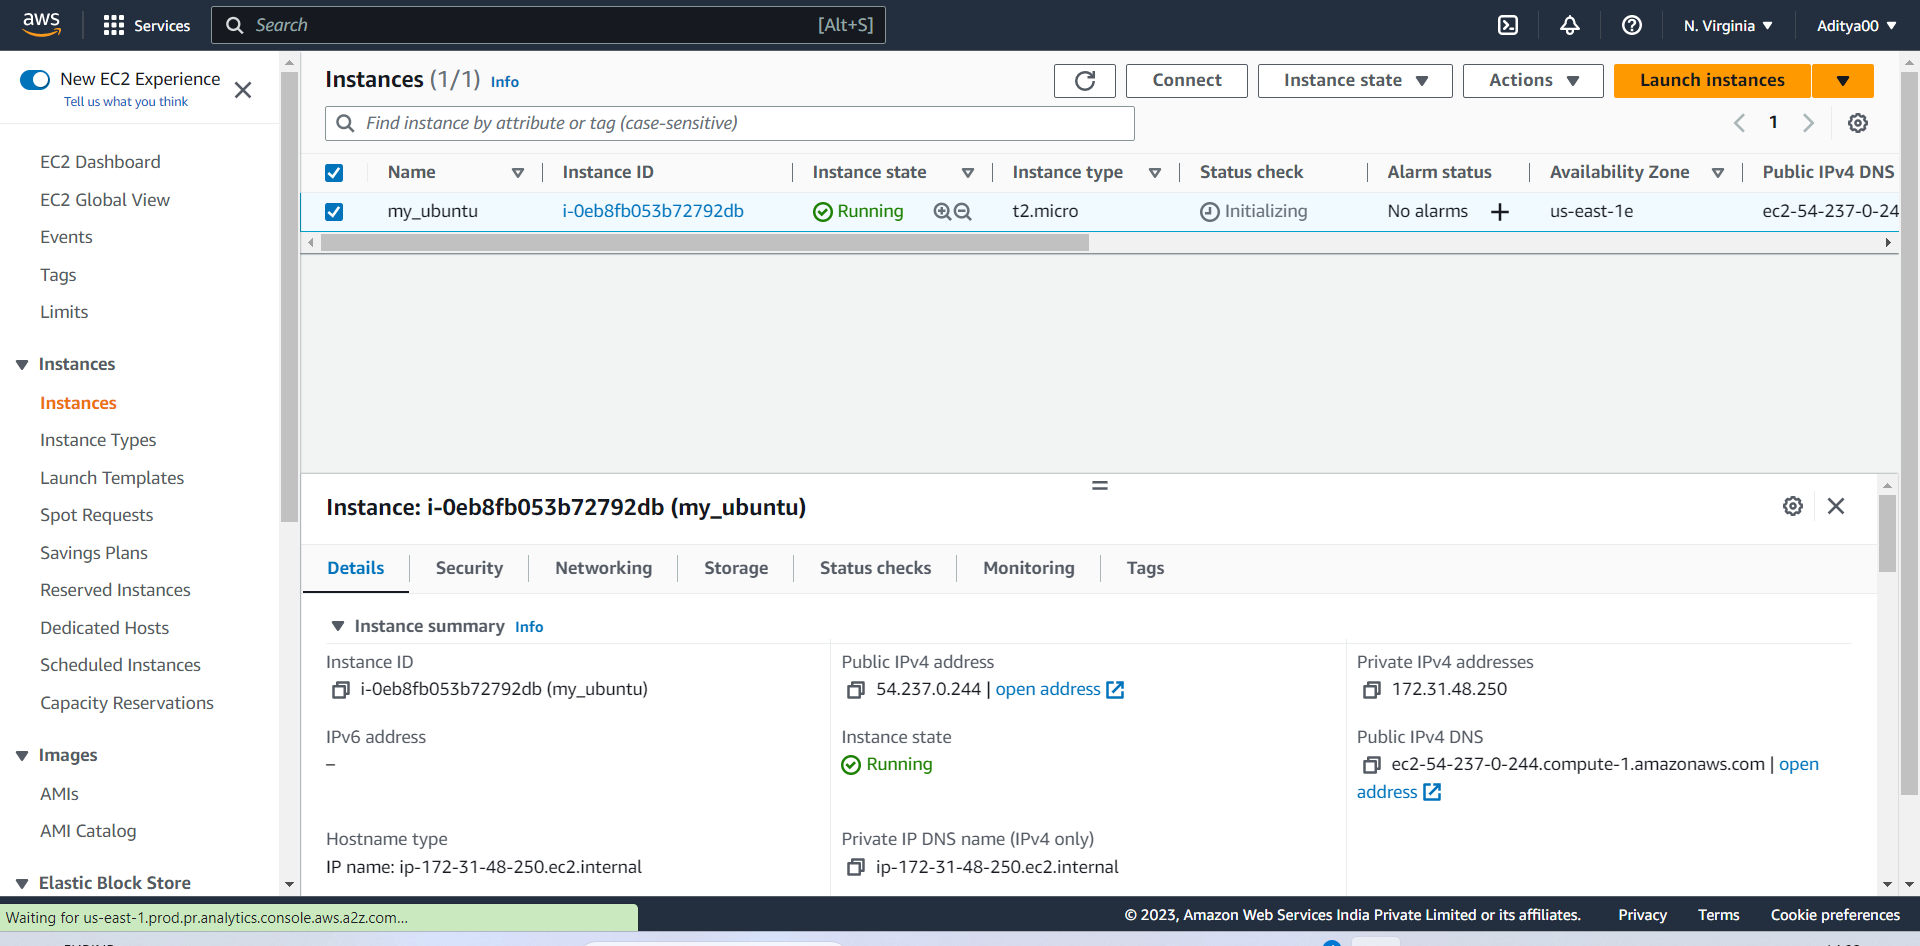 aws
Services
Search
[Alt+S]
N. Virginia
Aditya00
New EC2 Experience
Tell us what you think
EC2 Dashboard
EC2 Global View
Events
Tags
Limits
Instances
Instances
Instance Types
Launch Templates
Spot Requests
Savings Plans
Reserved Instances
Dedicated Hosts
Scheduled Instances
Capacity Reservations
Images
AMIs
AMI Catalog
Elastic Block Store
Instances (1/1) Info
Connect
Instance state
Actions
Launch instances
Find instance by attribute or tag (case-sensitive)
1
Name Instance ID Instance state Instance type Status check Alarm status Availability Zone Public IPv4 DNS
my_ubuntu i-0eb8fb053b72792db Running t2.micro Initializing No alarms us-east-1e ec2-54-237-0-24
Instance: i-0eb8fb053b72792db (my_ubuntu)
Details Security Networking Storage Status checks Monitoring Tags
Instance summary Info
Instance ID
i-0eb8fb053b72792db (my_ubuntu)
Public IPv4 address
54.237.0.244 | open address
Private IPv4 addresses
172.31.48.250
IPv6 address
–
Instance state
Running
Public IPv4 DNS
ec2-54-237-0-244.compute-1.amazonaws.com | open
address
Hostname type
IP name: ip-172-31-48-250.ec2.internal
Private IP DNS name (IPv4 only)
ip-172-31-48-250.ec2.internal
Waiting for us-east-1.prod.pr.analytics.console.aws.a2z.com...
© 2023, Amazon Web Services India Private Limited or its affiliates.
Privacy
Terms
Cookie preferences